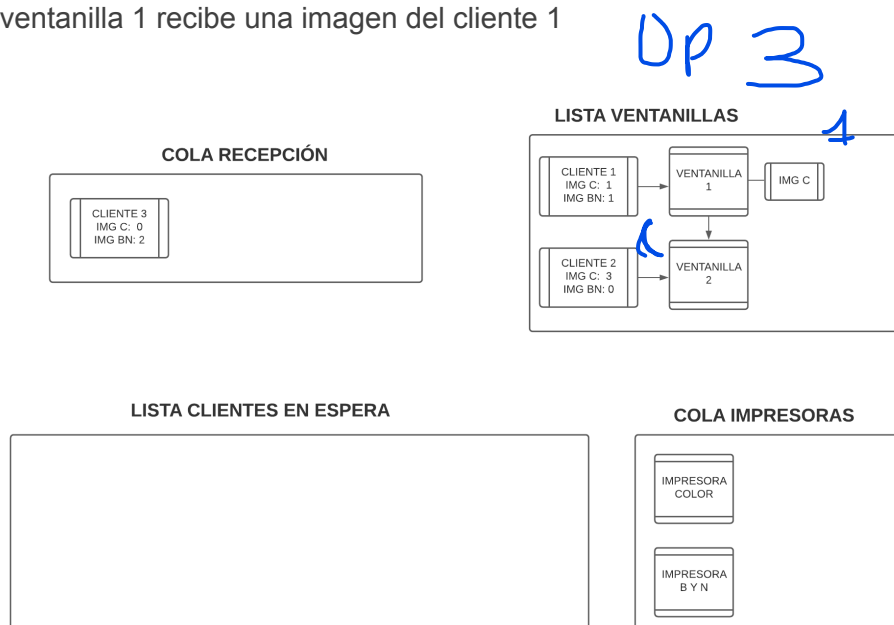 ventanilla 1 recibe una imagen del cliente 1
Op 3
LISTA VENTANILLAS
1
COLA RECEPCIÓN
CLIENTE 3
IMG C: 0
IMG BN: 2
CLIENTE 1
IMG C: 1
IMG BN: 1
VENTANILLA
1
IMG C
CLIENTE 2
IMG C: 3
IMG BN: 0
VENTANILLA
2
LISTA CLIENTES EN ESPERA
COLA IMPRESORAS
IMPRESORA
COLOR
IMPRESORA
B Y N